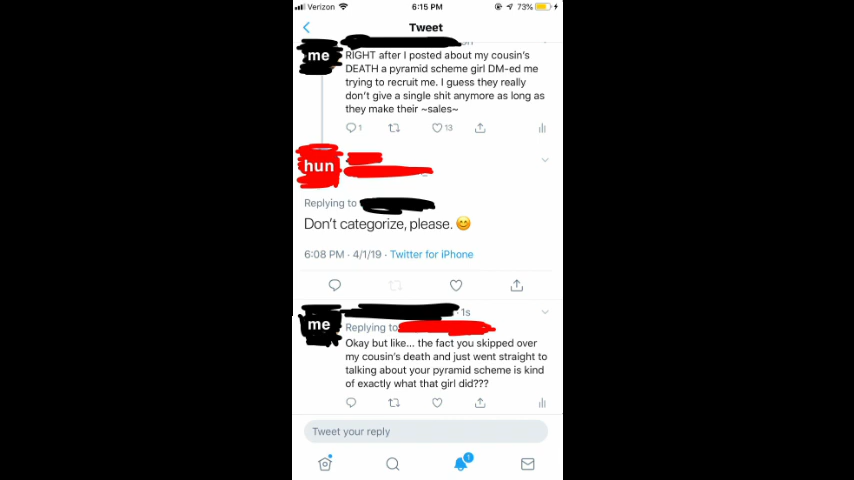 Verizon 6:15 PM 73%
Tweet
me
RIGHT after I posted about my cousin's
DEATH a pyramid scheme girl DM-ed me
trying to recruit me. I guess they really
don't give a single shit anymore as long as
they make their ~sales~
1 13
hun
Replying to
Don't categorize, please. 😊
6:08 PM · 4/1/19 · Twitter for iPhone
me
· 1s
Replying to
Okay but like... the fact you skipped over
my cousin's death and just went straight to
talking about your pyramid scheme is kind
of exactly what that girl did???
Tweet your reply
1